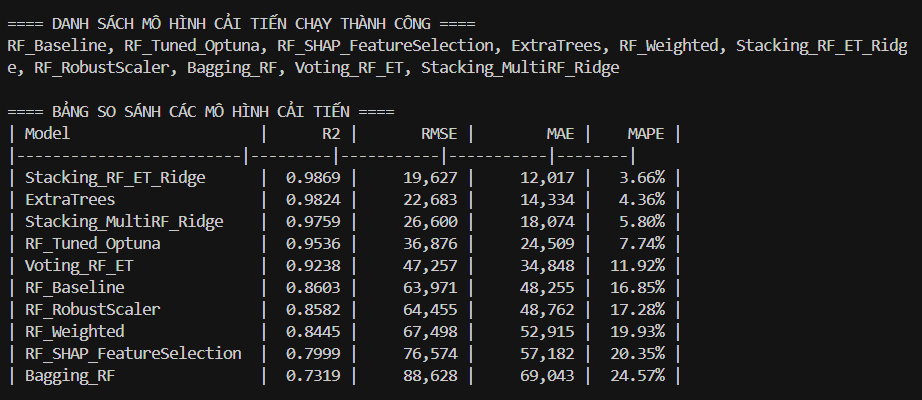 ==== DANH SÁCH MÔ HÌNH CẢI TIẾN CHẠY THÀNH CÔNG ====
RF_Baseline, RF_Tuned_Optuna, RF_SHAP_FeatureSelection, ExtraTrees, RF_Weighted, Stacking_RF_ET_Ridg
e, RF_RobustScaler, Bagging_RF, Voting_RF_ET, Stacking_MultiRF_Ridge
==== BẢNG SO SÁNH CÁC MÔ HÌNH CẢI TIẾN ====
| Model                    |     R2 |      RMSE |       MAE |   MAPE |
|--------------------------|---------|-----------|-----------|--------|
| Stacking_RF_ET_Ridge     | 0.9869 |    19,627 |    12,017 |  3.66% |
| ExtraTrees               | 0.9824 |    22,683 |    14,334 |  4.36% |
| Stacking_MultiRF_Ridge   | 0.9759 |    26,600 |    18,074 |  5.80% |
| RF_Tuned_Optuna          | 0.9536 |    36,876 |    24,509 |  7.74% |
| Voting_RF_ET             | 0.9238 |    47,257 |    34,848 | 11.92% |
| RF_Baseline              | 0.8603 |    63,971 |    48,255 | 16.85% |
| RF_RobustScaler          | 0.8582 |    64,455 |    48,762 | 17.28% |
| RF_Weighted              | 0.8445 |    67,498 |    52,915 | 19.93% |
| RF_SHAP_FeatureSelection | 0.7999 |    76,574 |    57,182 | 20.35% |
| Bagging_RF               | 0.7319 |    88,628 |    69,043 | 24.57% |